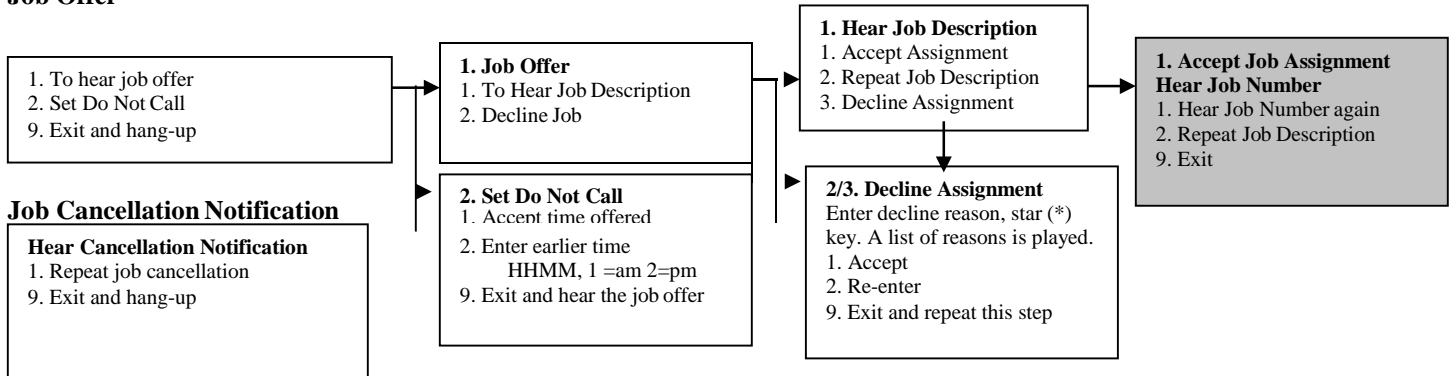 Job Offer
1. To hear job offer
2. Set Do Not Call
9. Exit and hang-up
1. Job Offer
1. To Hear Job Description
2. Decline Job
2. Set Do Not Call
1. Accept time offered
2. Enter earlier time
HHMM, 1 =am 2=pm
9. Exit and hear the job offer
1. Hear Job Description
1. Accept Assignment
2. Repeat Job Description
3. Decline Assignment
2/3. Decline Assignment
Enter decline reason, star (*)
key. A list of reasons is played.
1. Accept
2. Re-enter
9. Exit and repeat this step
1. Accept Job Assignment
Hear Job Number
1. Hear Job Number again
2. Repeat Job Description
9. Exit
Job Cancellation Notification
Hear Cancellation Notification
1. Repeat job cancellation
9. Exit and hang-up